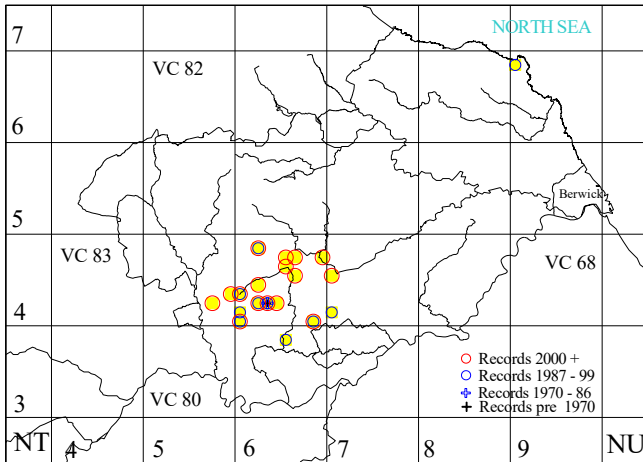 7
NORTH SEA
VC 82
6
Berwick
5
VC 83
VC 68
4
Records 2000 +
Records 1987 - 99
Records 1970 - 86
VC 80
Records pre 1970
3
NT 4 5 6 7 8 9 NU